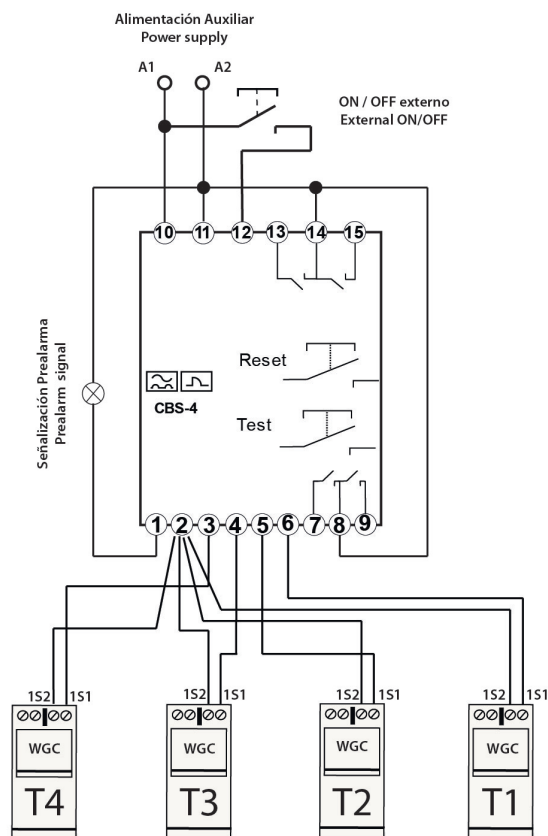 Alimentación Auxiliar
Power supply
A1 A2
ON / OFF externo
External ON/OFF
10 11 12 13 14 15
Señalización Prealarma
Prealarm signal
Reset
CBS-4
Test
1 2 3 4 5 6 7 8 9
1S2 1S1 1S2 1S1 1S2 1S1 1S2 1S1
WGC WGC WGC WGC
T4 T3 T2 T1